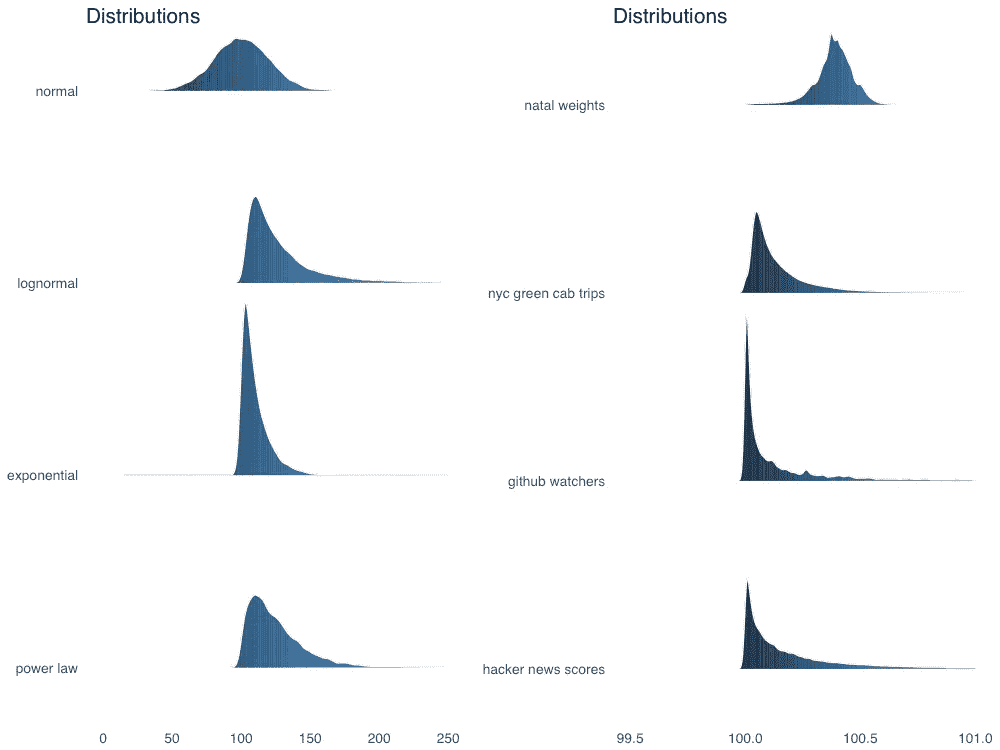 Distributions
normal
lognormal
exponential
power law
0 50 100 150 200 250
Distributions
natal weights
nyc green cab trips
github watchers
hacker news scores
99.5 100.0 100.5 101.0